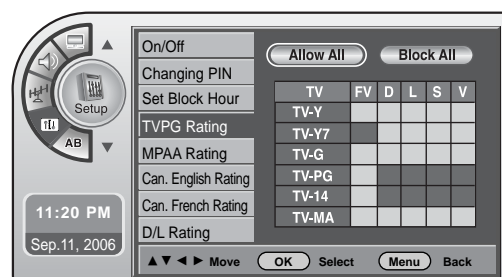 Setup
AB
11:20 PM
Sep.11, 2006
On/Off
Changing PIN
Set Block Hour
TVPG Rating
MPAA Rating
Can. English Rating
Can. French Rating
D/L Rating
Allow All
Block All
TV FV D L S V
TV-Y
TV-Y7
TV-G
TV-PG
TV-14
TV-MA
▲ ▼ ◄ ► Move OK Select Menu Back